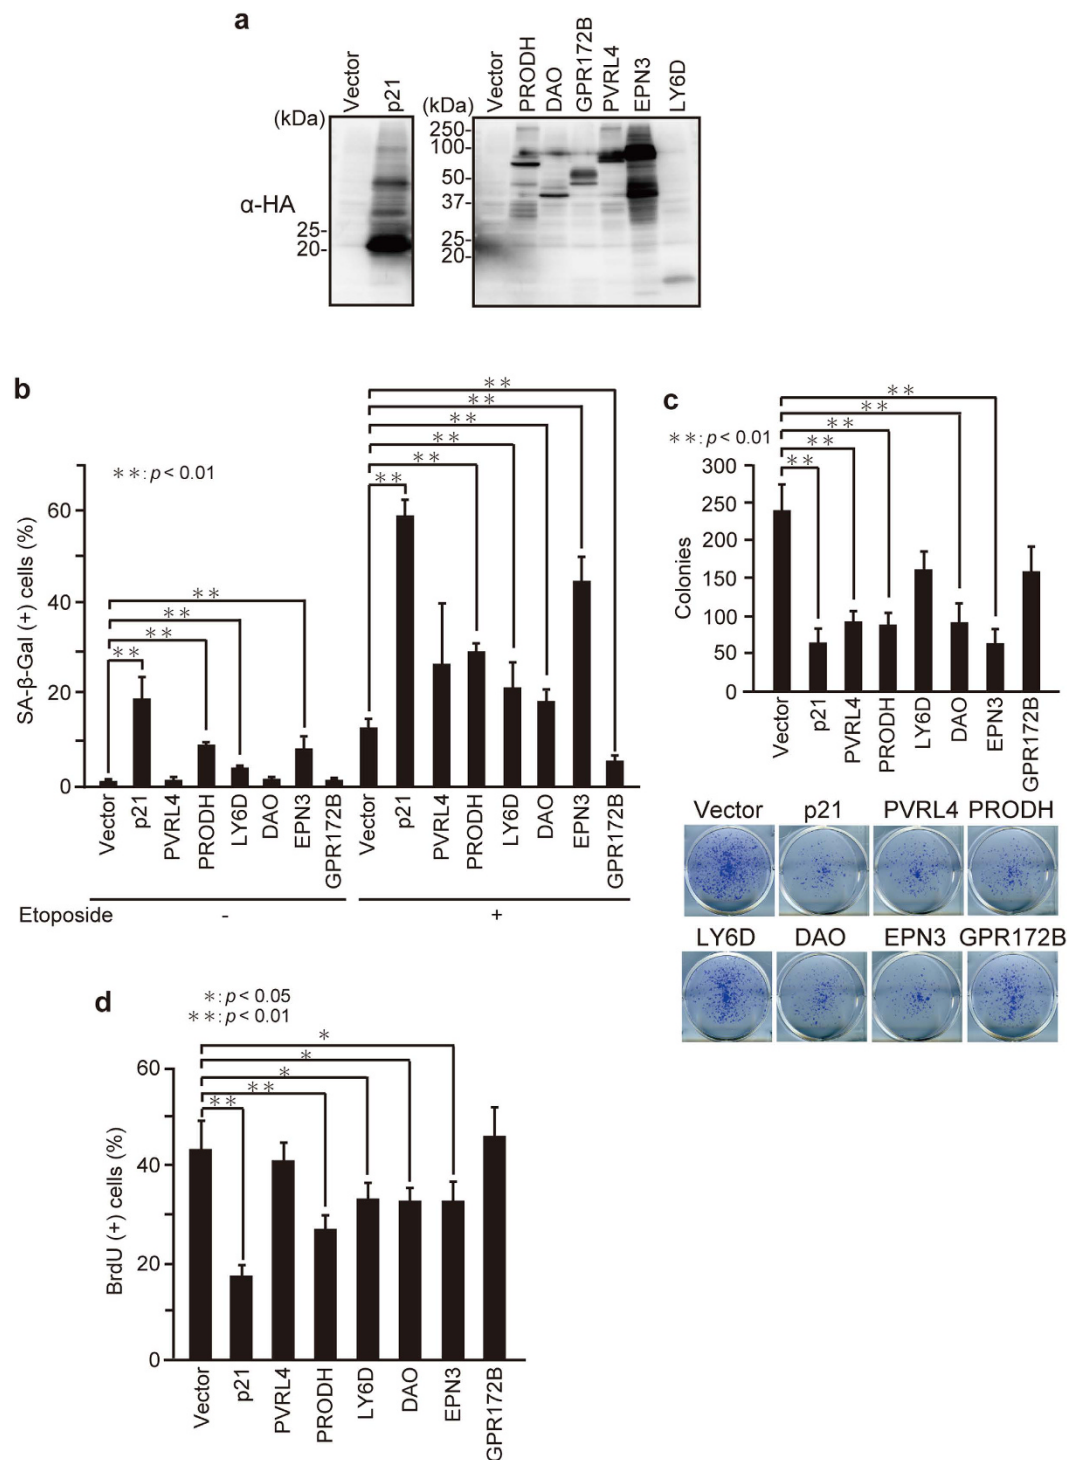 a
Vector
p21
Vector
PRODH
DAO
GPR172B
PVRL4
EPN3
LY6D
(kDa)
(kDa)
α-HA
25-
20-
250-
100-
50-
37-
25-
20-
b
**: p < 0.01
SA-β-Gal (+) cells (%)
60
40
20
0
** ** ** **
** ** ** ** ** **
Vector
p21
PVRL4
PRODH
LY6D
DAO
EPN3
GPR172B
Vector
p21
PVRL4
PRODH
LY6D
DAO
EPN3
GPR172B
Etoposide - +
c
**: p < 0.01
** ** ** ** **
Colonies
300
250
200
150
100
50
0
Vector
p21
PVRL4
PRODH
LY6D
DAO
EPN3
GPR172B
Vector p21 PVRL4 PRODH
LY6D DAO EPN3 GPR172B
d
*: p < 0.05
**: p < 0.01
*
*
*
**
**
BrdU (+) cells (%)
60
40
20
0
Vector
p21
PVRL4
PRODH
LY6D
DAO
EPN3
GPR172B